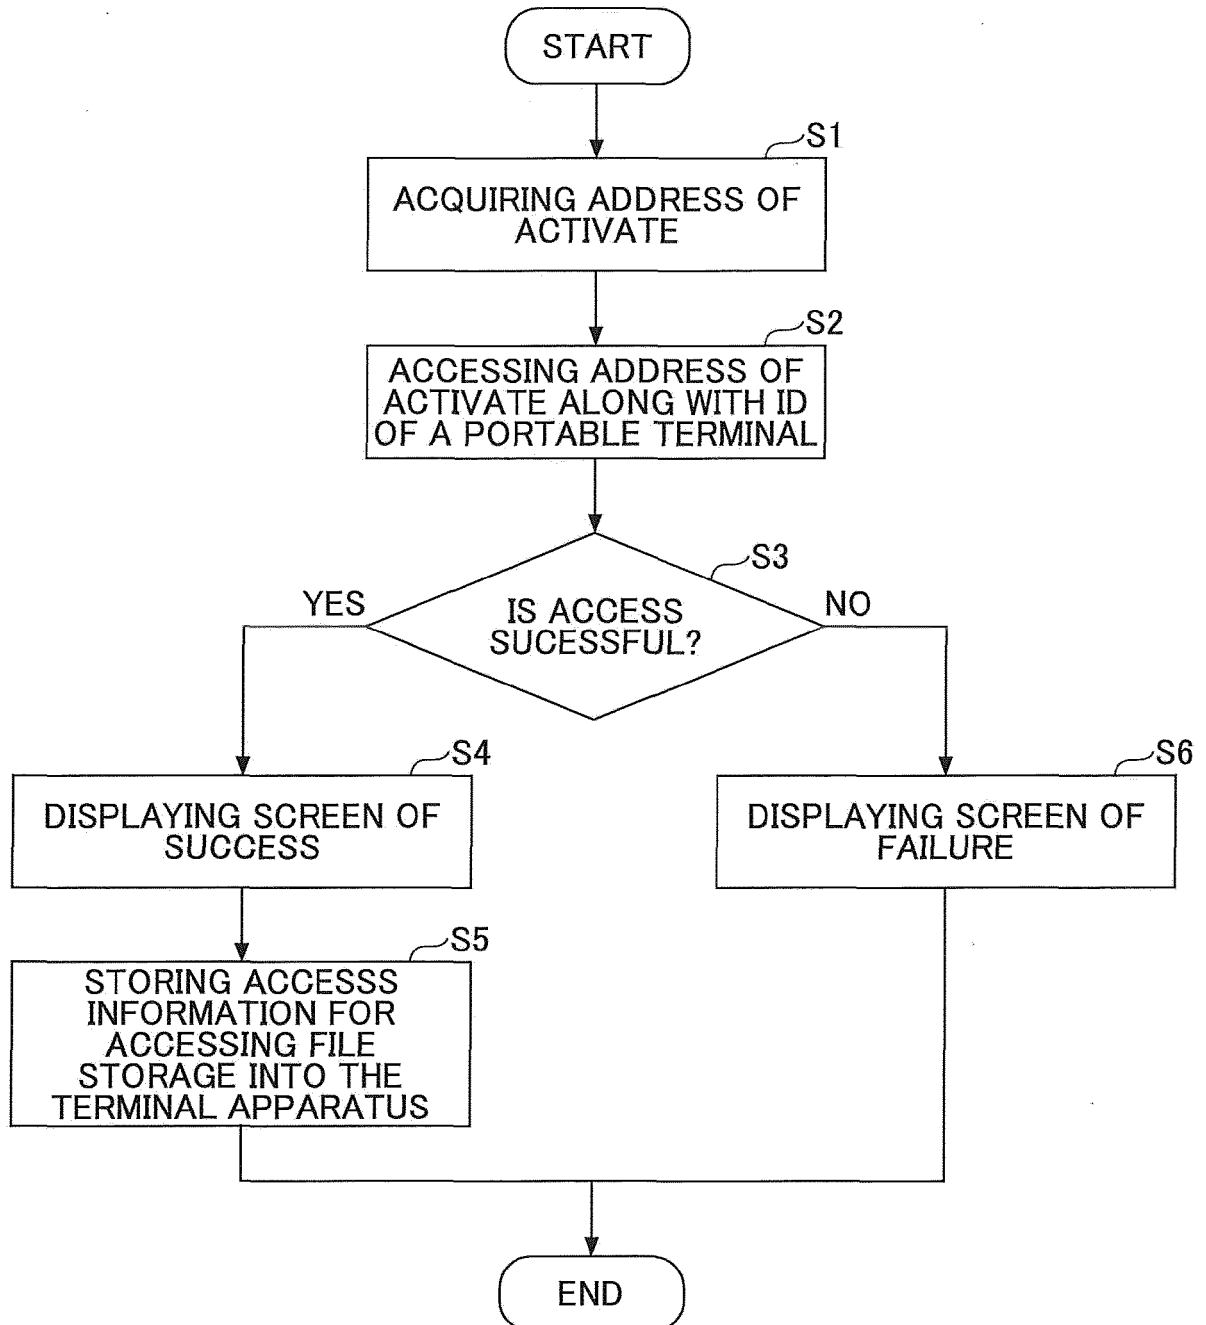 START
S1
ACQUIRING ADDRESS OF
ACTIVATE
S2
ACCESSING ADDRESS OF
ACTIVATE ALONG WITH ID
OF A PORTABLE TERMINAL
S3
YES
IS ACCESS
SUCESSFUL?
NO
S4
DISPLAYING SCREEN OF
SUCCESS
S6
DISPLAYING SCREEN OF
FAILURE
S5
STORING ACCESSS
INFORMATION FOR
ACCESSING FILE
STORAGE INTO THE
TERMINAL APPARATUS
END